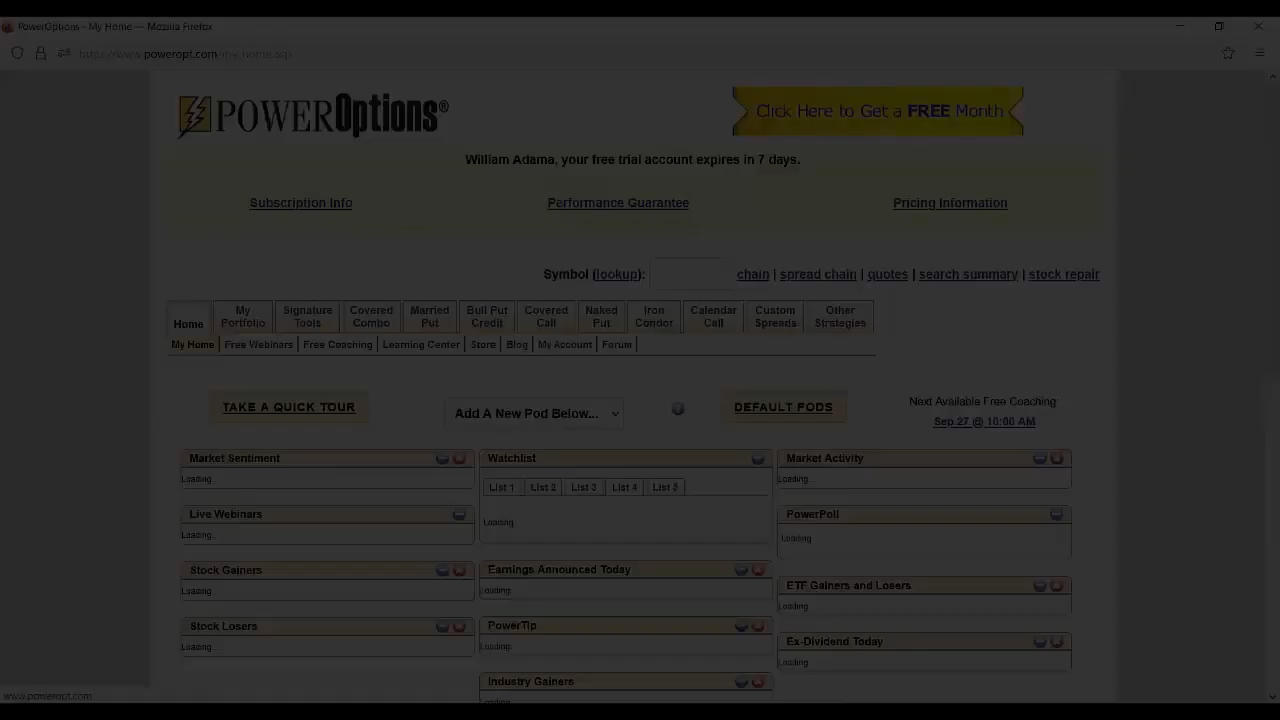 PowerOptions - My Home — Mozilla Firefox
https://www.poweropt.com/my_home.asp
POWEROptions®
Click Here to Get a FREE Month
William Adama, your free trial account expires in 7 days.
Subscription Info
Performance Guarantee
Pricing Information
Symbol (lookup): chain | spread chain | quotes | search summary | stock repair
Home
My Portfolio
Signature Tools
Covered Combo
Married Put
Bull Put Credit
Covered Call
Naked Put
Iron Condor
Calendar Call
Custom Spreads
Other Strategies
My Home | Free Webinars | Free Coaching | Learning Center | Store | Blog | My Account | Forum |
TAKE A QUICK TOUR
Add A New Pod Below...
DEFAULT PODS
Next Available Free Coaching:
Sep 27 @ 10:00 AM
Market Sentiment
Loading...
Live Webinars
Loading...
Stock Gainers
Loading...
Stock Losers
Loading...
Watchlist
List 1 List 2 List 3 List 4 List 5
Loading...
Earnings Announced Today
Loading...
PowerTip
Loading...
Industry Gainers
Loading...
Market Activity
Loading...
PowerPoll
Loading...
ETF Gainers and Losers
Loading...
Ex-Dividend Today
Loading...
www.poweropt.com